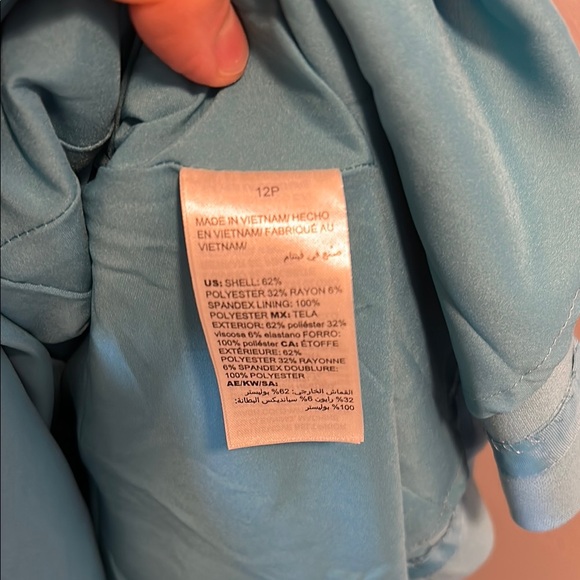 12P
MADE IN VIETNAM/ HECHO
EN VIETNAM/ FABRIQUÉ AU
VIETNAM/
صنع في فيتنام
US: SHELL: 62%
POLYESTER 32% RAYON 6%
SPANDEX LINING: 100%
POLYESTER MX: TELA
EXTERIOR: 62% poliéster 32%
viscose 6% elastano FORRO:
100% poliéster CA: ÉTOFFE
EXTÉRIEURE: 62%
POLYESTER 32% RAYONNE
6% SPANDEX DOUBLURE:
100% POLYESTER
AE/KW/SA:
القماش الخارجي: 62% بوليستر
32% رايون 6% سبانديكس البطانة:
100% بوليستر